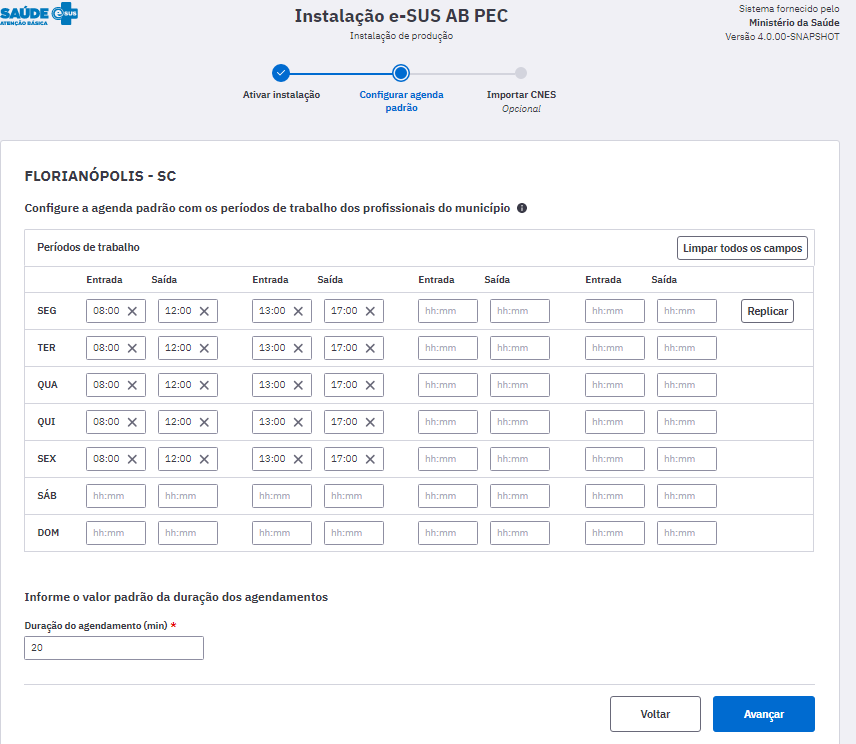 SAÚDE e-SUS
ATENÇÃO BÁSICA
Instalação e-SUS AB PEC
Instalação de produção
Sistema fornecido pelo
Ministério da Saúde
Versão 4.0.00-SNAPSHOT
Ativar instalação
Configurar agenda
padrão
Importar CNES
Opcional
FLORIANÓPOLIS - SC
Configure a agenda padrão com os períodos de trabalho dos profissionais do município
Períodos de trabalho Limpar todos os campos
Entrada Saída Entrada Saída Entrada Saída Entrada Saída
SEG 08:00 12:00 13:00 17:00 hh:mm hh:mm hh:mm hh:mm Replicar
TER 08:00 12:00 13:00 17:00 hh:mm hh:mm hh:mm hh:mm
QUA 08:00 12:00 13:00 17:00 hh:mm hh:mm hh:mm hh:mm
QUI 08:00 12:00 13:00 17:00 hh:mm hh:mm hh:mm hh:mm
SEX 08:00 12:00 13:00 17:00 hh:mm hh:mm hh:mm hh:mm
SÁB hh:mm hh:mm hh:mm hh:mm hh:mm hh:mm hh:mm hh:mm
DOM hh:mm hh:mm hh:mm hh:mm hh:mm hh:mm hh:mm hh:mm
Informe o valor padrão da duração dos agendamentos
Duração do agendamento (min) *
20
Voltar Avançar